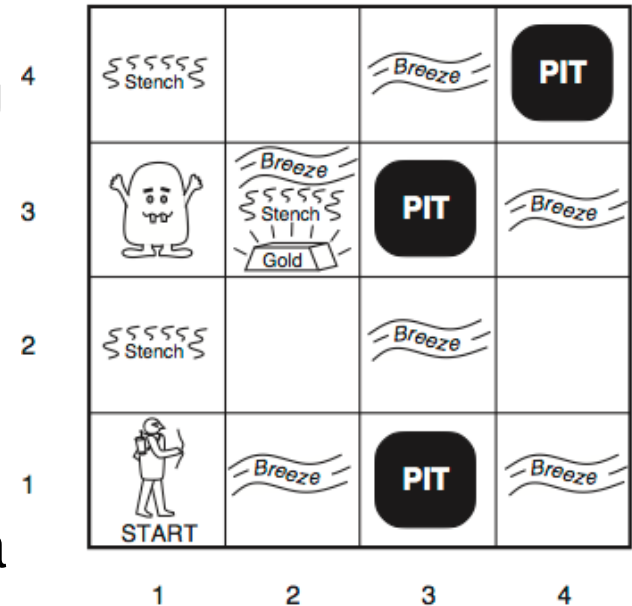 4 Stench Breeze PIT
Breeze
3 Stench PIT Breeze
Gold
2 Stench Breeze
1 Breeze PIT Breeze
START
1 2 3 4